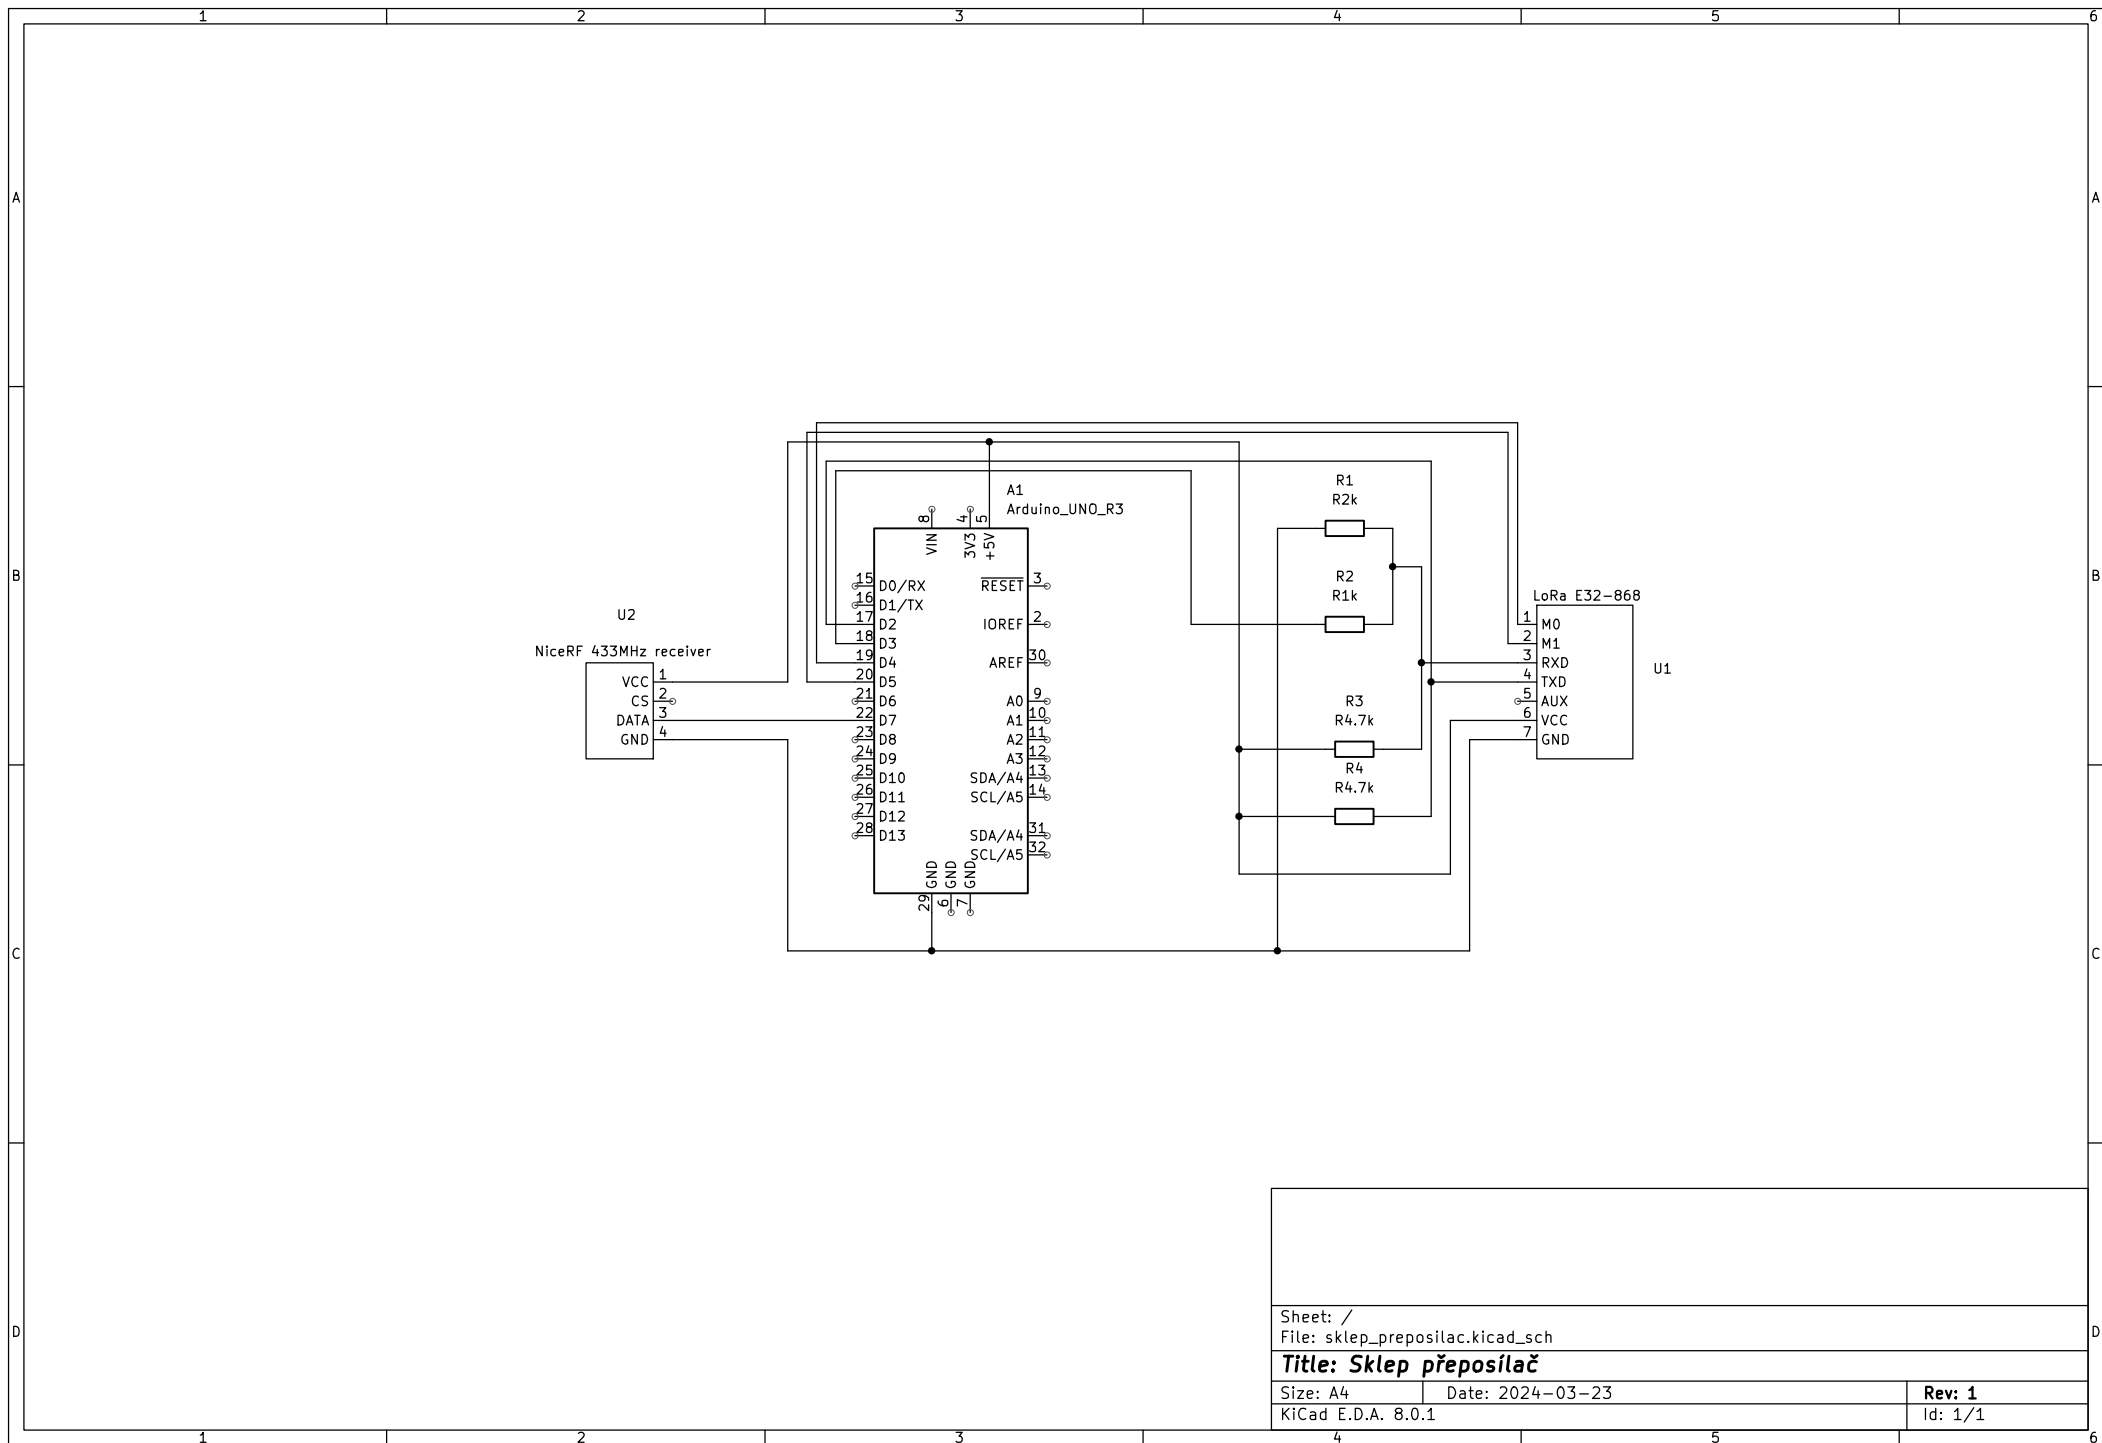 1 2 3 4 5 6
A A
B B
C C
D D
A1
Arduino_UNO_R3
8 VIN
4 3V3
5 +5V
15 D0/RX
16 D1/TX
17 D2
18 D3
19 D4
20 D5
21 D6
22 D7
23 D8
24 D9
25 D10
26 D11
27 D12
28 D13
RESET 3
IOREF 2
AREF 30
A0 9
A1 10
A2 11
A3 12
SDA/A4 13
SCL/A5 14
SDA/A4 31
SCL/A5 32
GND 29
GND 6
GND 7
U2
NiceRF 433MHz receiver
VCC 1
CS 2
DATA 3
GND 4
R1
R2k
R2
R1k
R3
R4.7k
R4
R4.7k
LoRa E32-868
U1
1 M0
2 M1
3 RXD
4 TXD
5 AUX
6 VCC
7 GND
Sheet: /
File: sklep_preposilac.kicad_sch
Title: Sklep přeposílač
Size: A4 Date: 2024-03-23 Rev: 1
KiCad E.D.A. 8.0.1 Id: 1/1
1 2 3 4 5 6